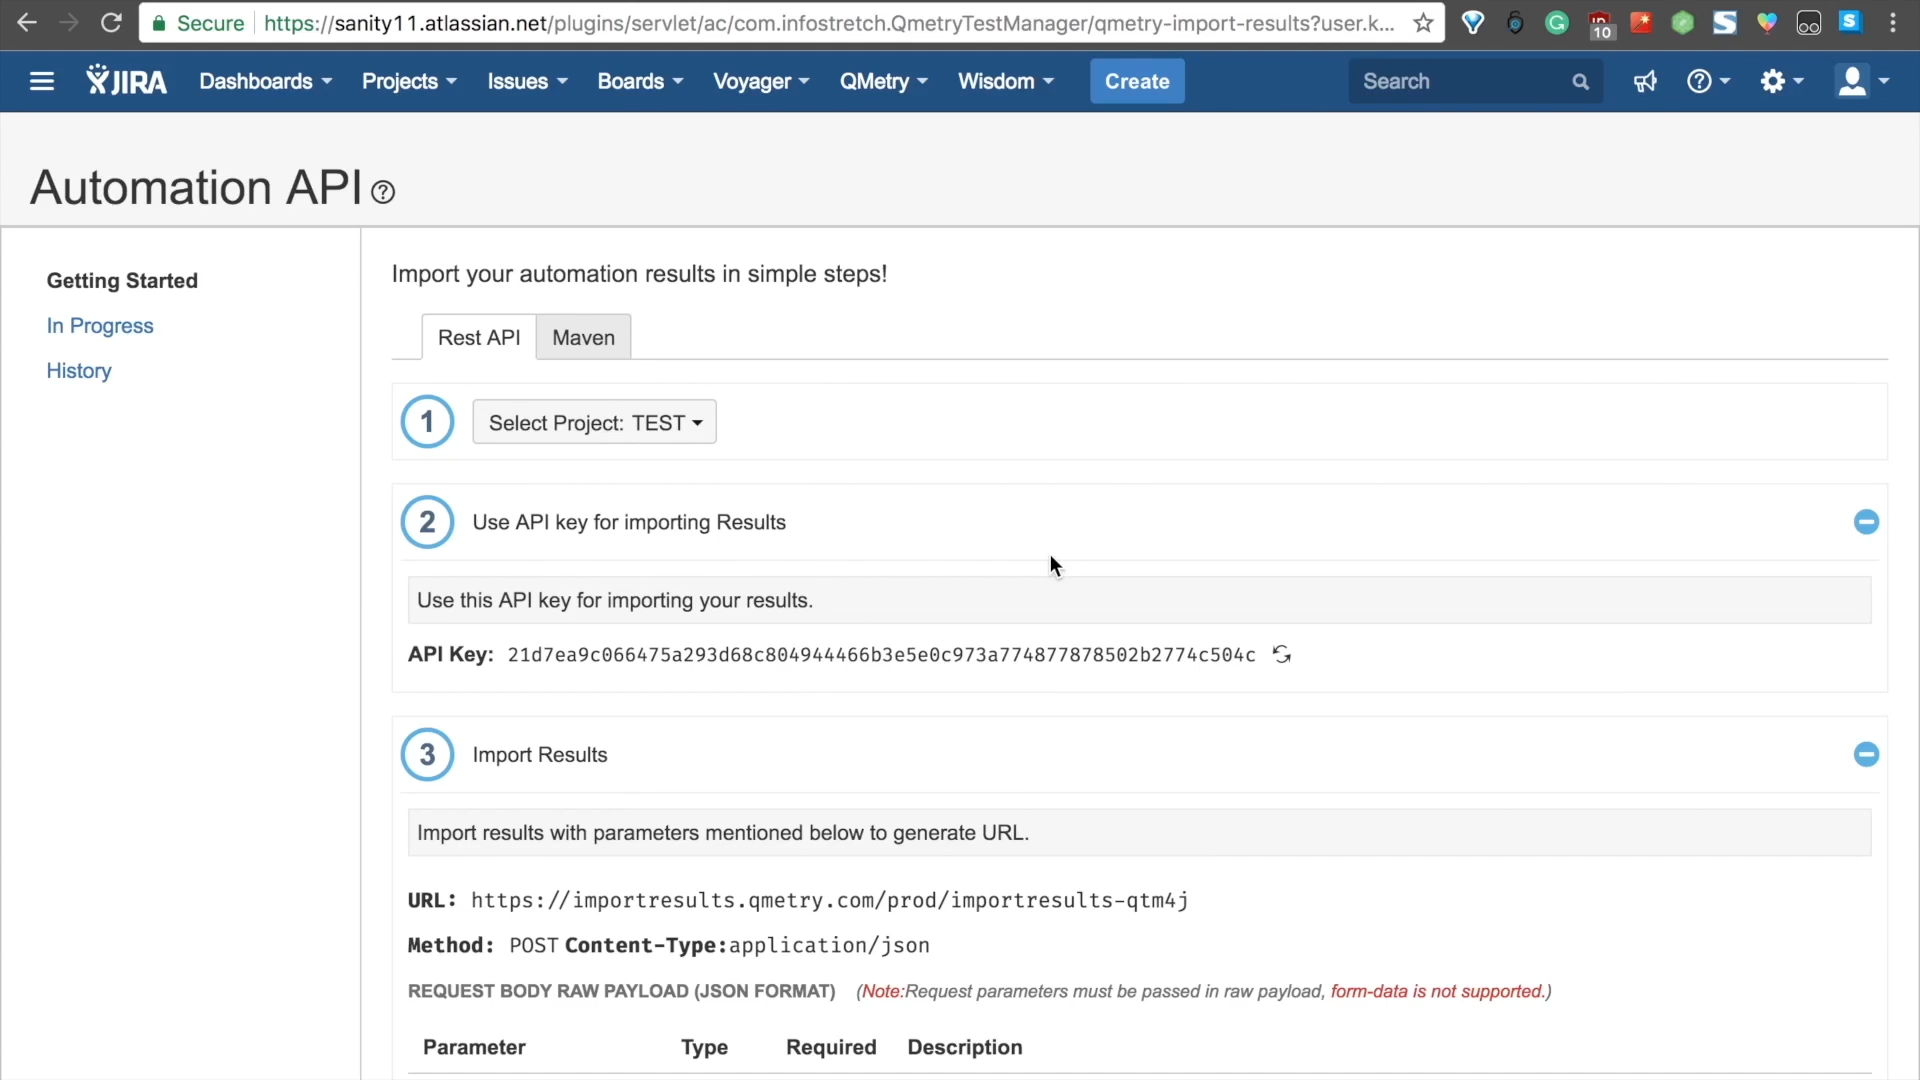 Secure https://sanity11.atlassian.net/plugins/servlet/ac/com.infostretch.QmetryTestManager/qmetry-import-results?user.k...
10
JIRA Dashboards Projects Issues Boards Voyager QMetry Wisdom Create Search
Automation API
Getting Started
In Progress
History
Import your automation results in simple steps!
Rest API Maven
1 Select Project: TEST
2 Use API key for importing Results
Use this API key for importing your results.
API Key: 21d7ea9c066475a293d68c804944466b3e5e0c973a774877878502b2774c504c
3 Import Results
Import results with parameters mentioned below to generate URL.
URL: https://importresults.qmetry.com/prod/importresults-qtm4j
Method: POST Content-Type:application/json
REQUEST BODY RAW PAYLOAD (JSON FORMAT) (Note:Request parameters must be passed in raw payload, form-data is not supported.)
Parameter Type Required Description